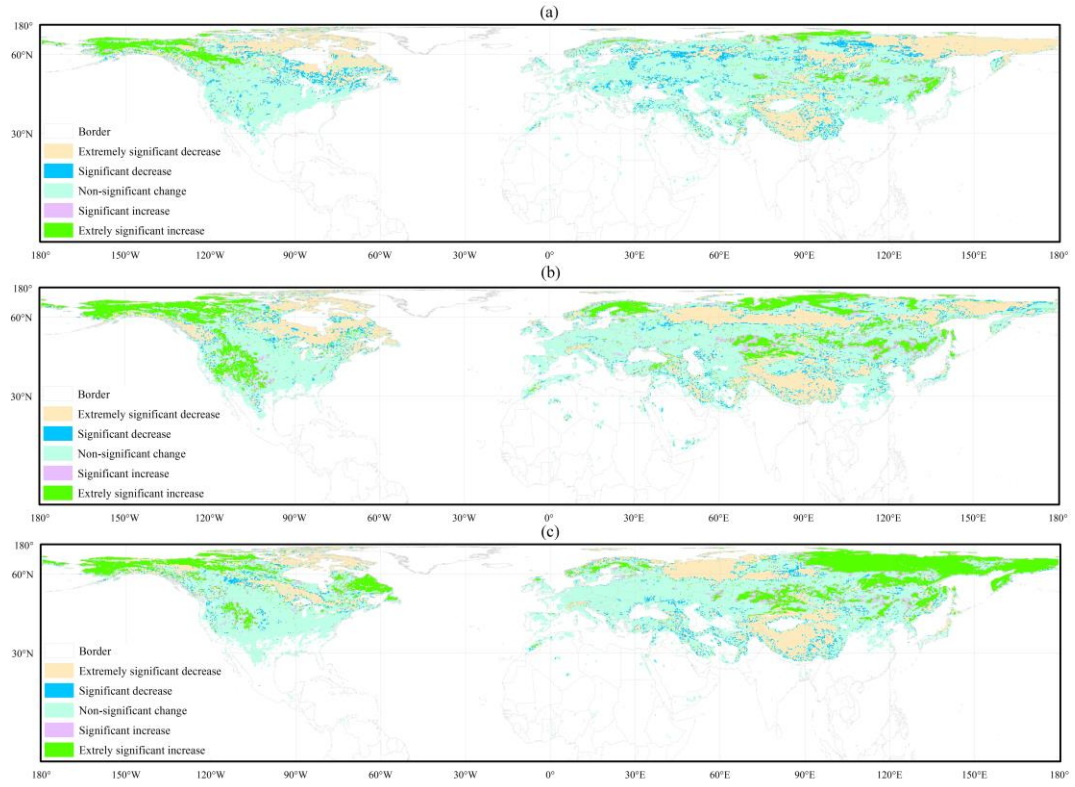 (a)
180°
60°N
30°N
Border
Extremely significant decrease
Significant decrease
Non-significant change
Significant increase
Extrely significant increase
180° 150°W 120°W 90°W 60°W 30°W 0° 30°E 60°E 90°E 120°E 150°E 180°
(b)
180°
60°N
30°N
Border
Extremely significant decrease
Significant decrease
Non-significant change
Significant increase
Extrely significant increase
180° 150°W 120°W 90°W 60°W 30°W 0° 30°E 60°E 90°E 120°E 150°E 180°
(c)
180°
60°N
30°N
Border
Extremely significant decrease
Significant decrease
Non-significant change
Significant increase
Extrely significant increase
180° 150°W 120°W 90°W 60°W 30°W 0° 30°E 60°E 90°E 120°E 150°E 180°